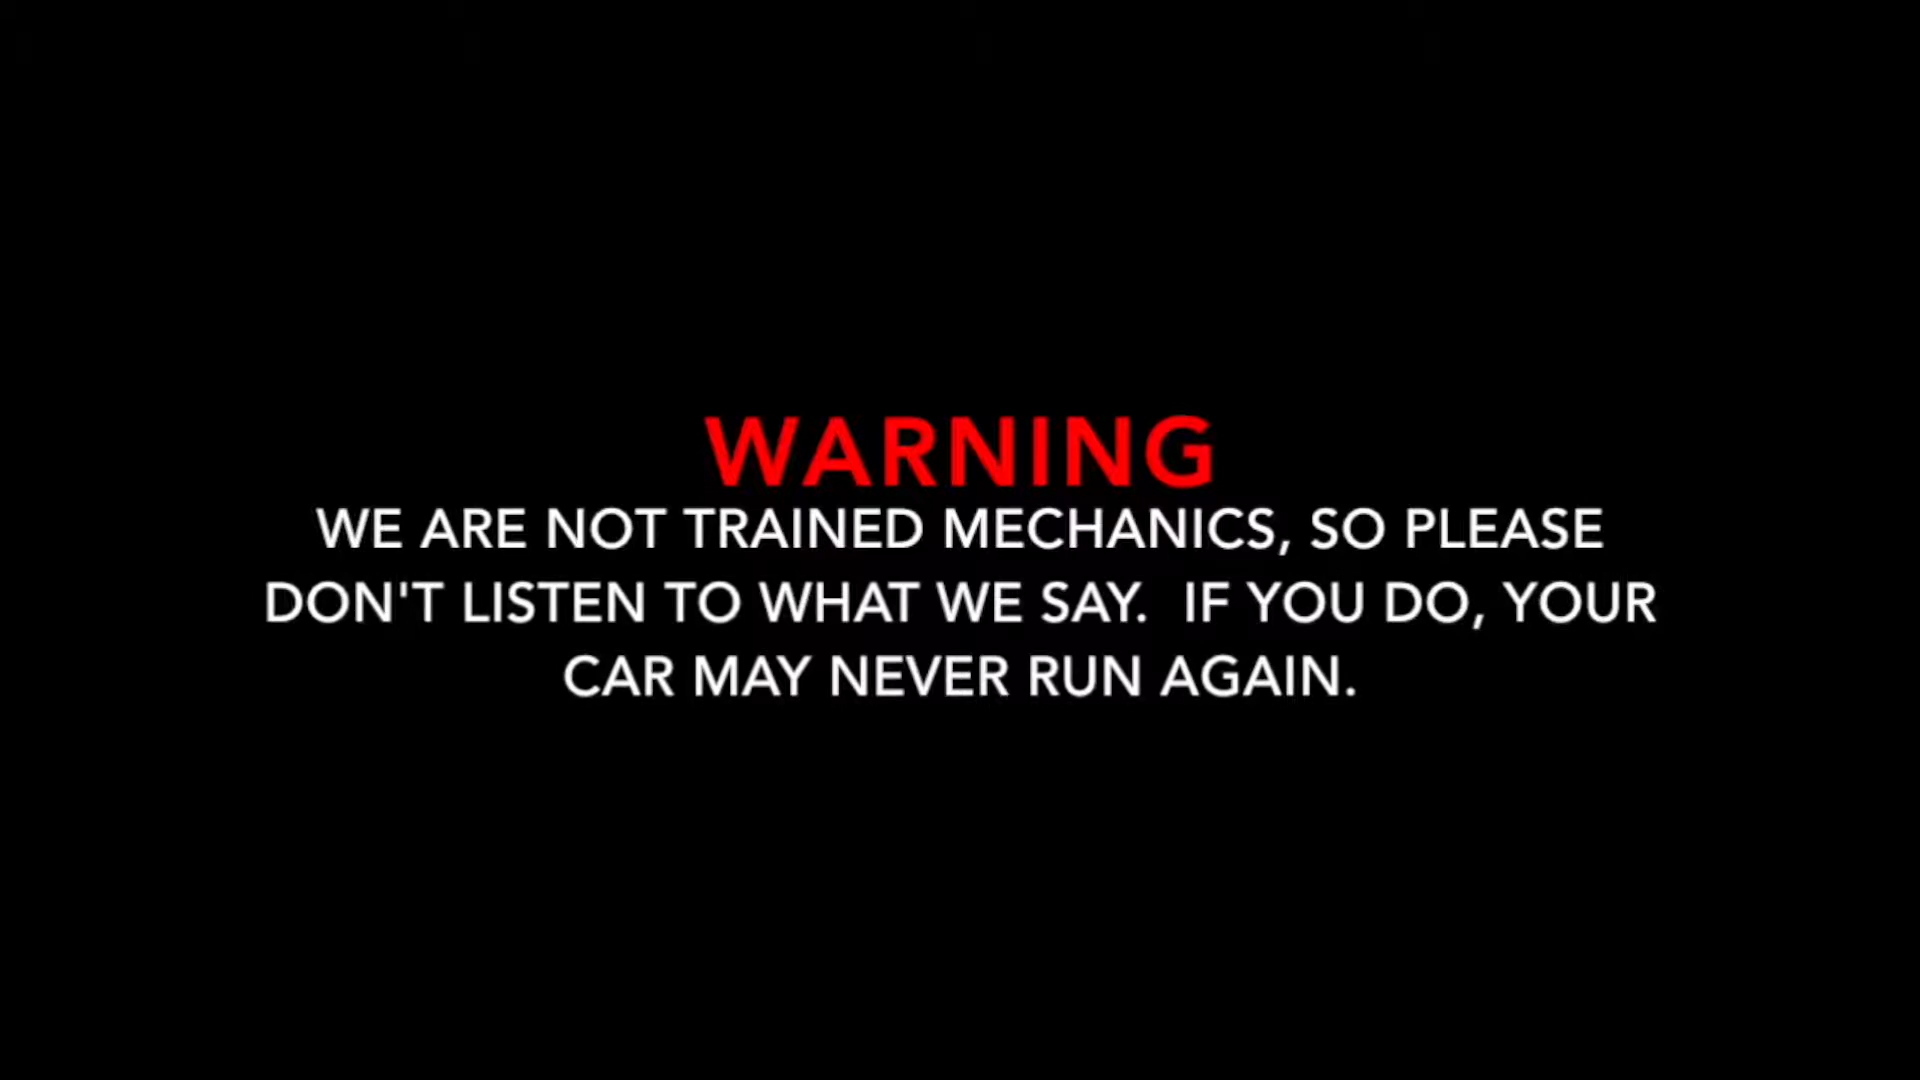 WARNING
WE ARE NOT TRAINED MECHANICS, SO PLEASE
DON'T LISTEN TO WHAT WE SAY.  IF YOU DO, YOUR
CAR MAY NEVER RUN AGAIN.